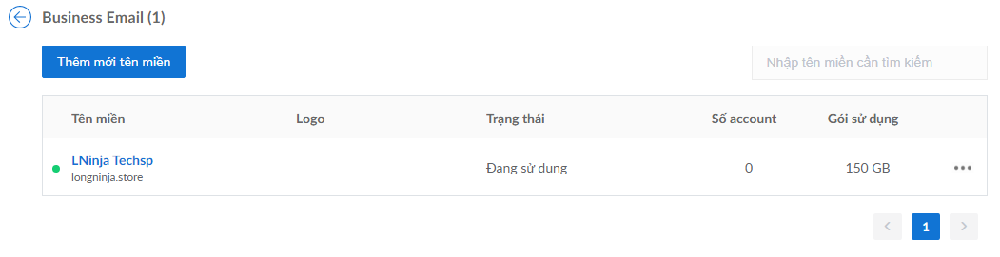 Business Email (1)
Thêm mới tên miền
Nhập tên miền cần tìm kiếm
Tên miền Logo Trạng thái Số account Gói sử dụng
LNinja Techsp
longninja.store
Đang sử dụng 0 150 GB
1